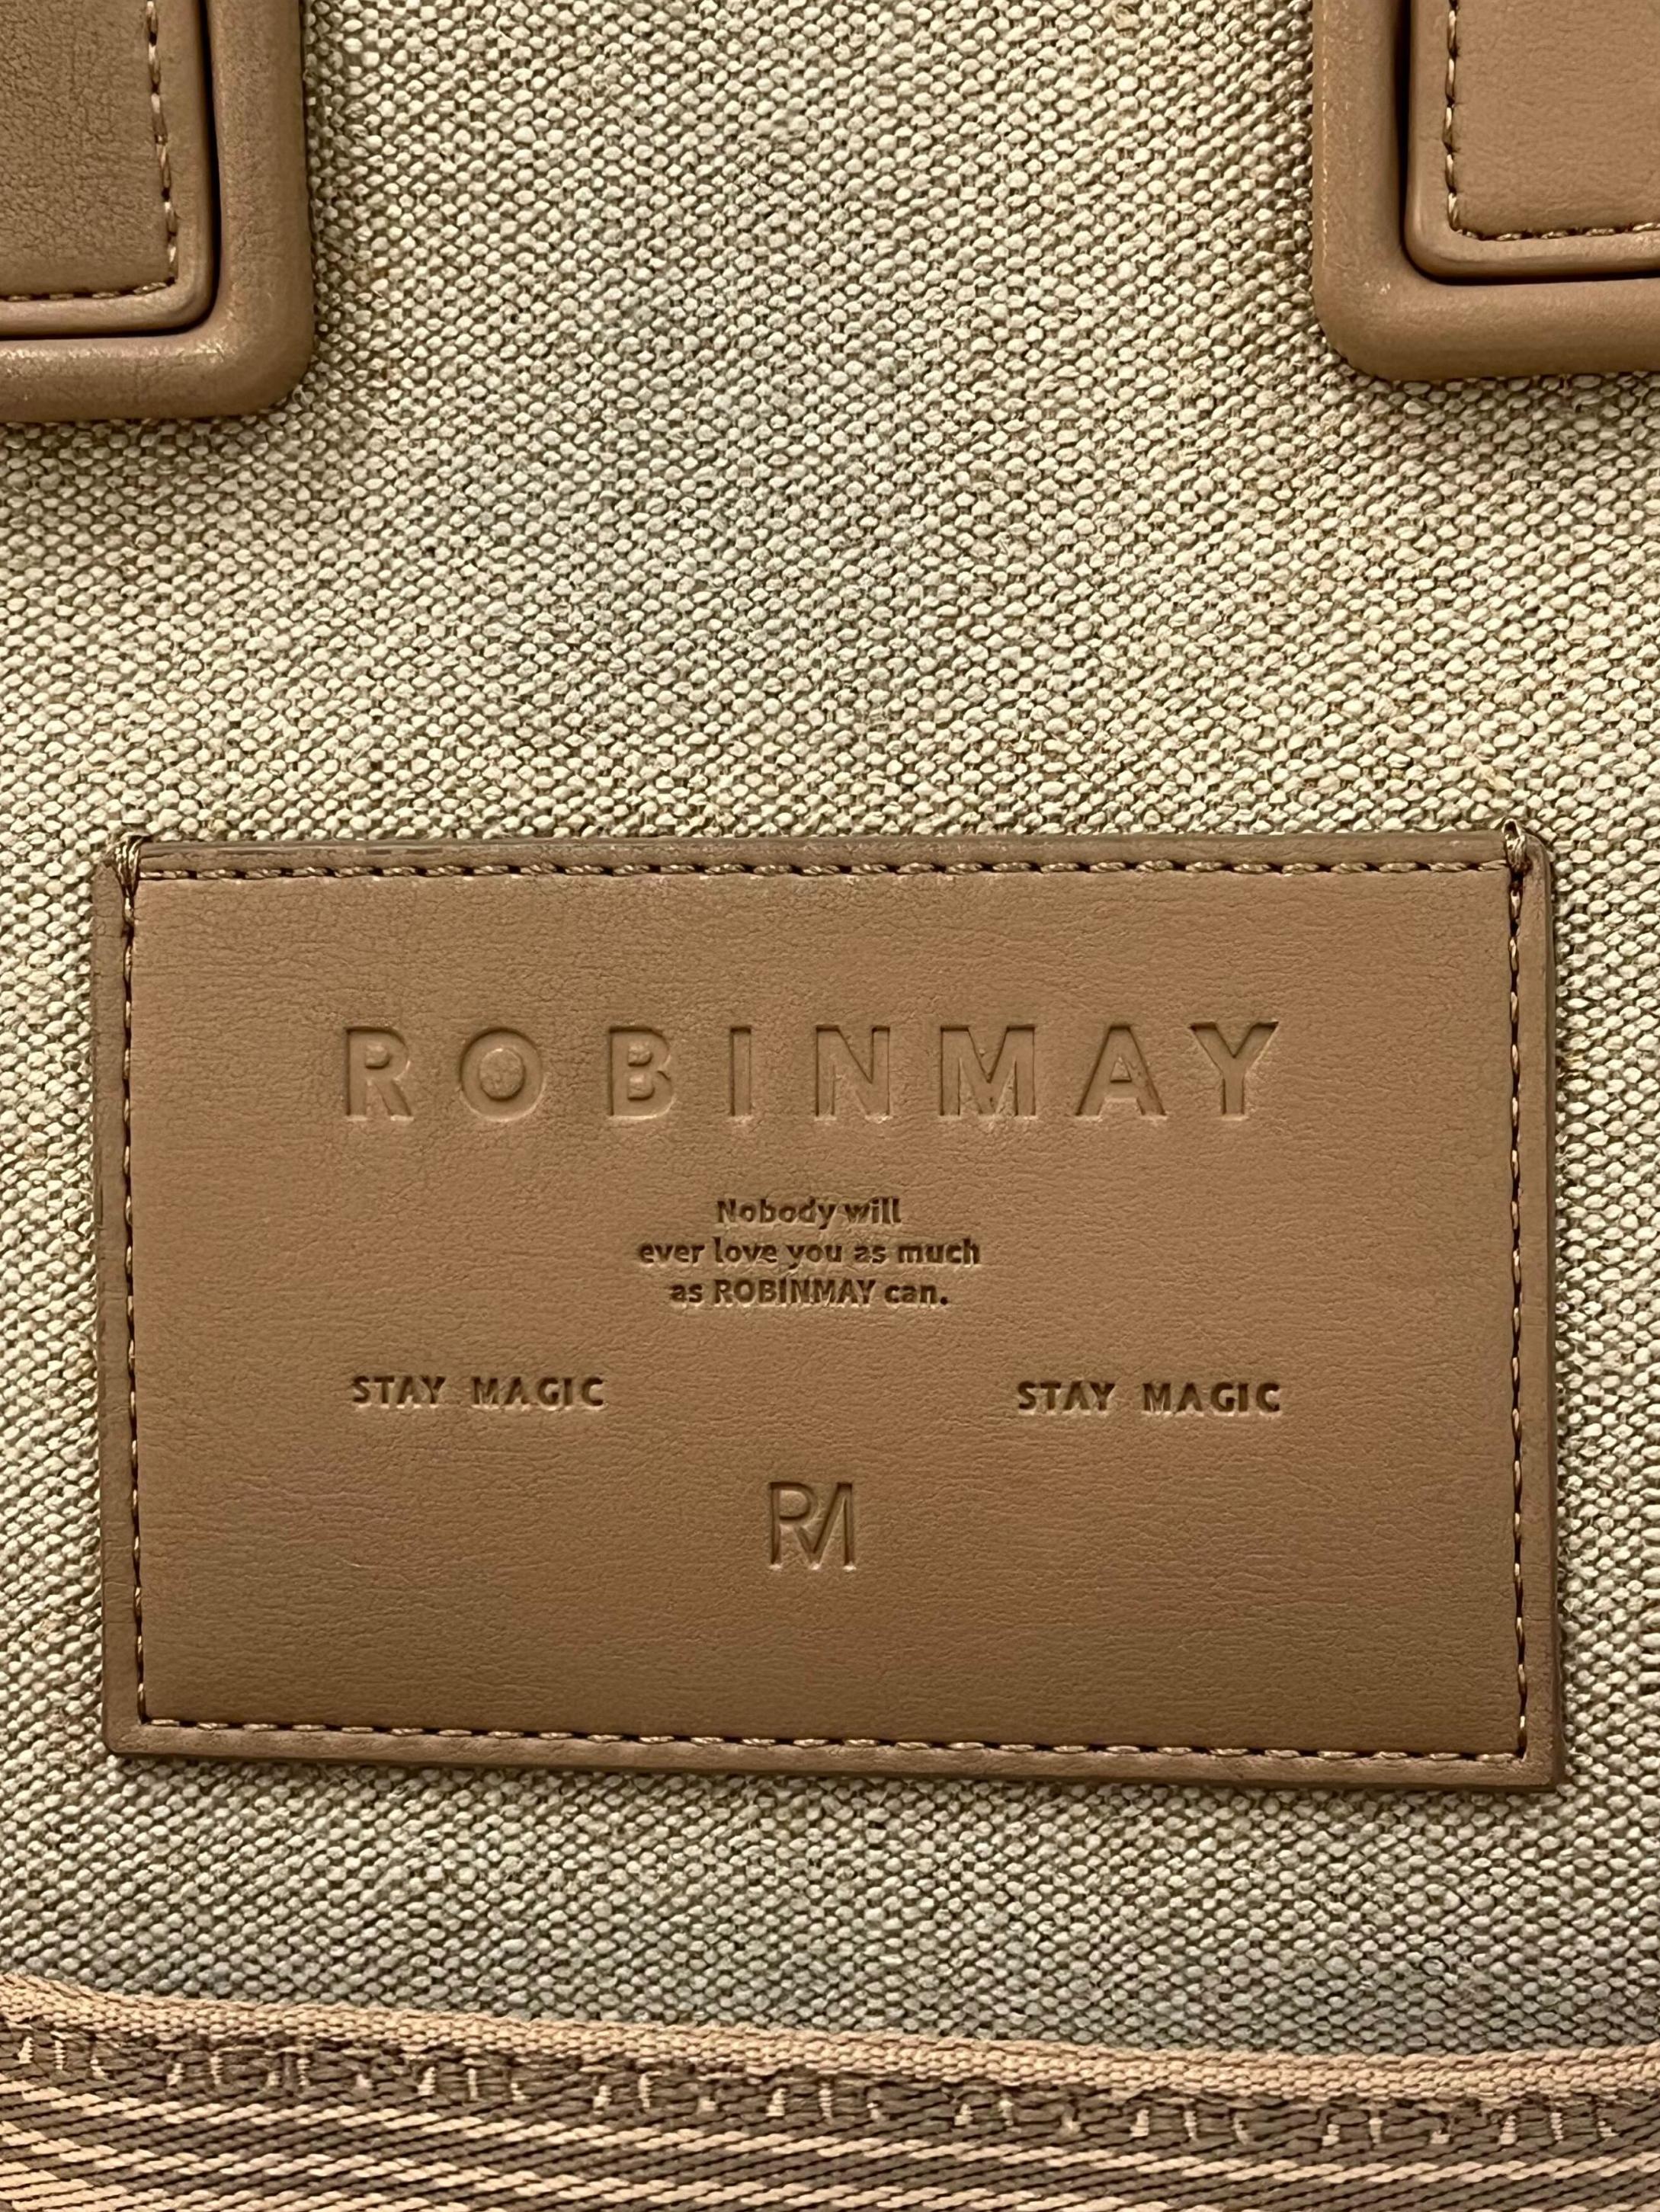 ROBINMAY
Nobody will
ever love you as much
as ROBINMAY can.
STAY MAGIC STAY MAGIC
RM